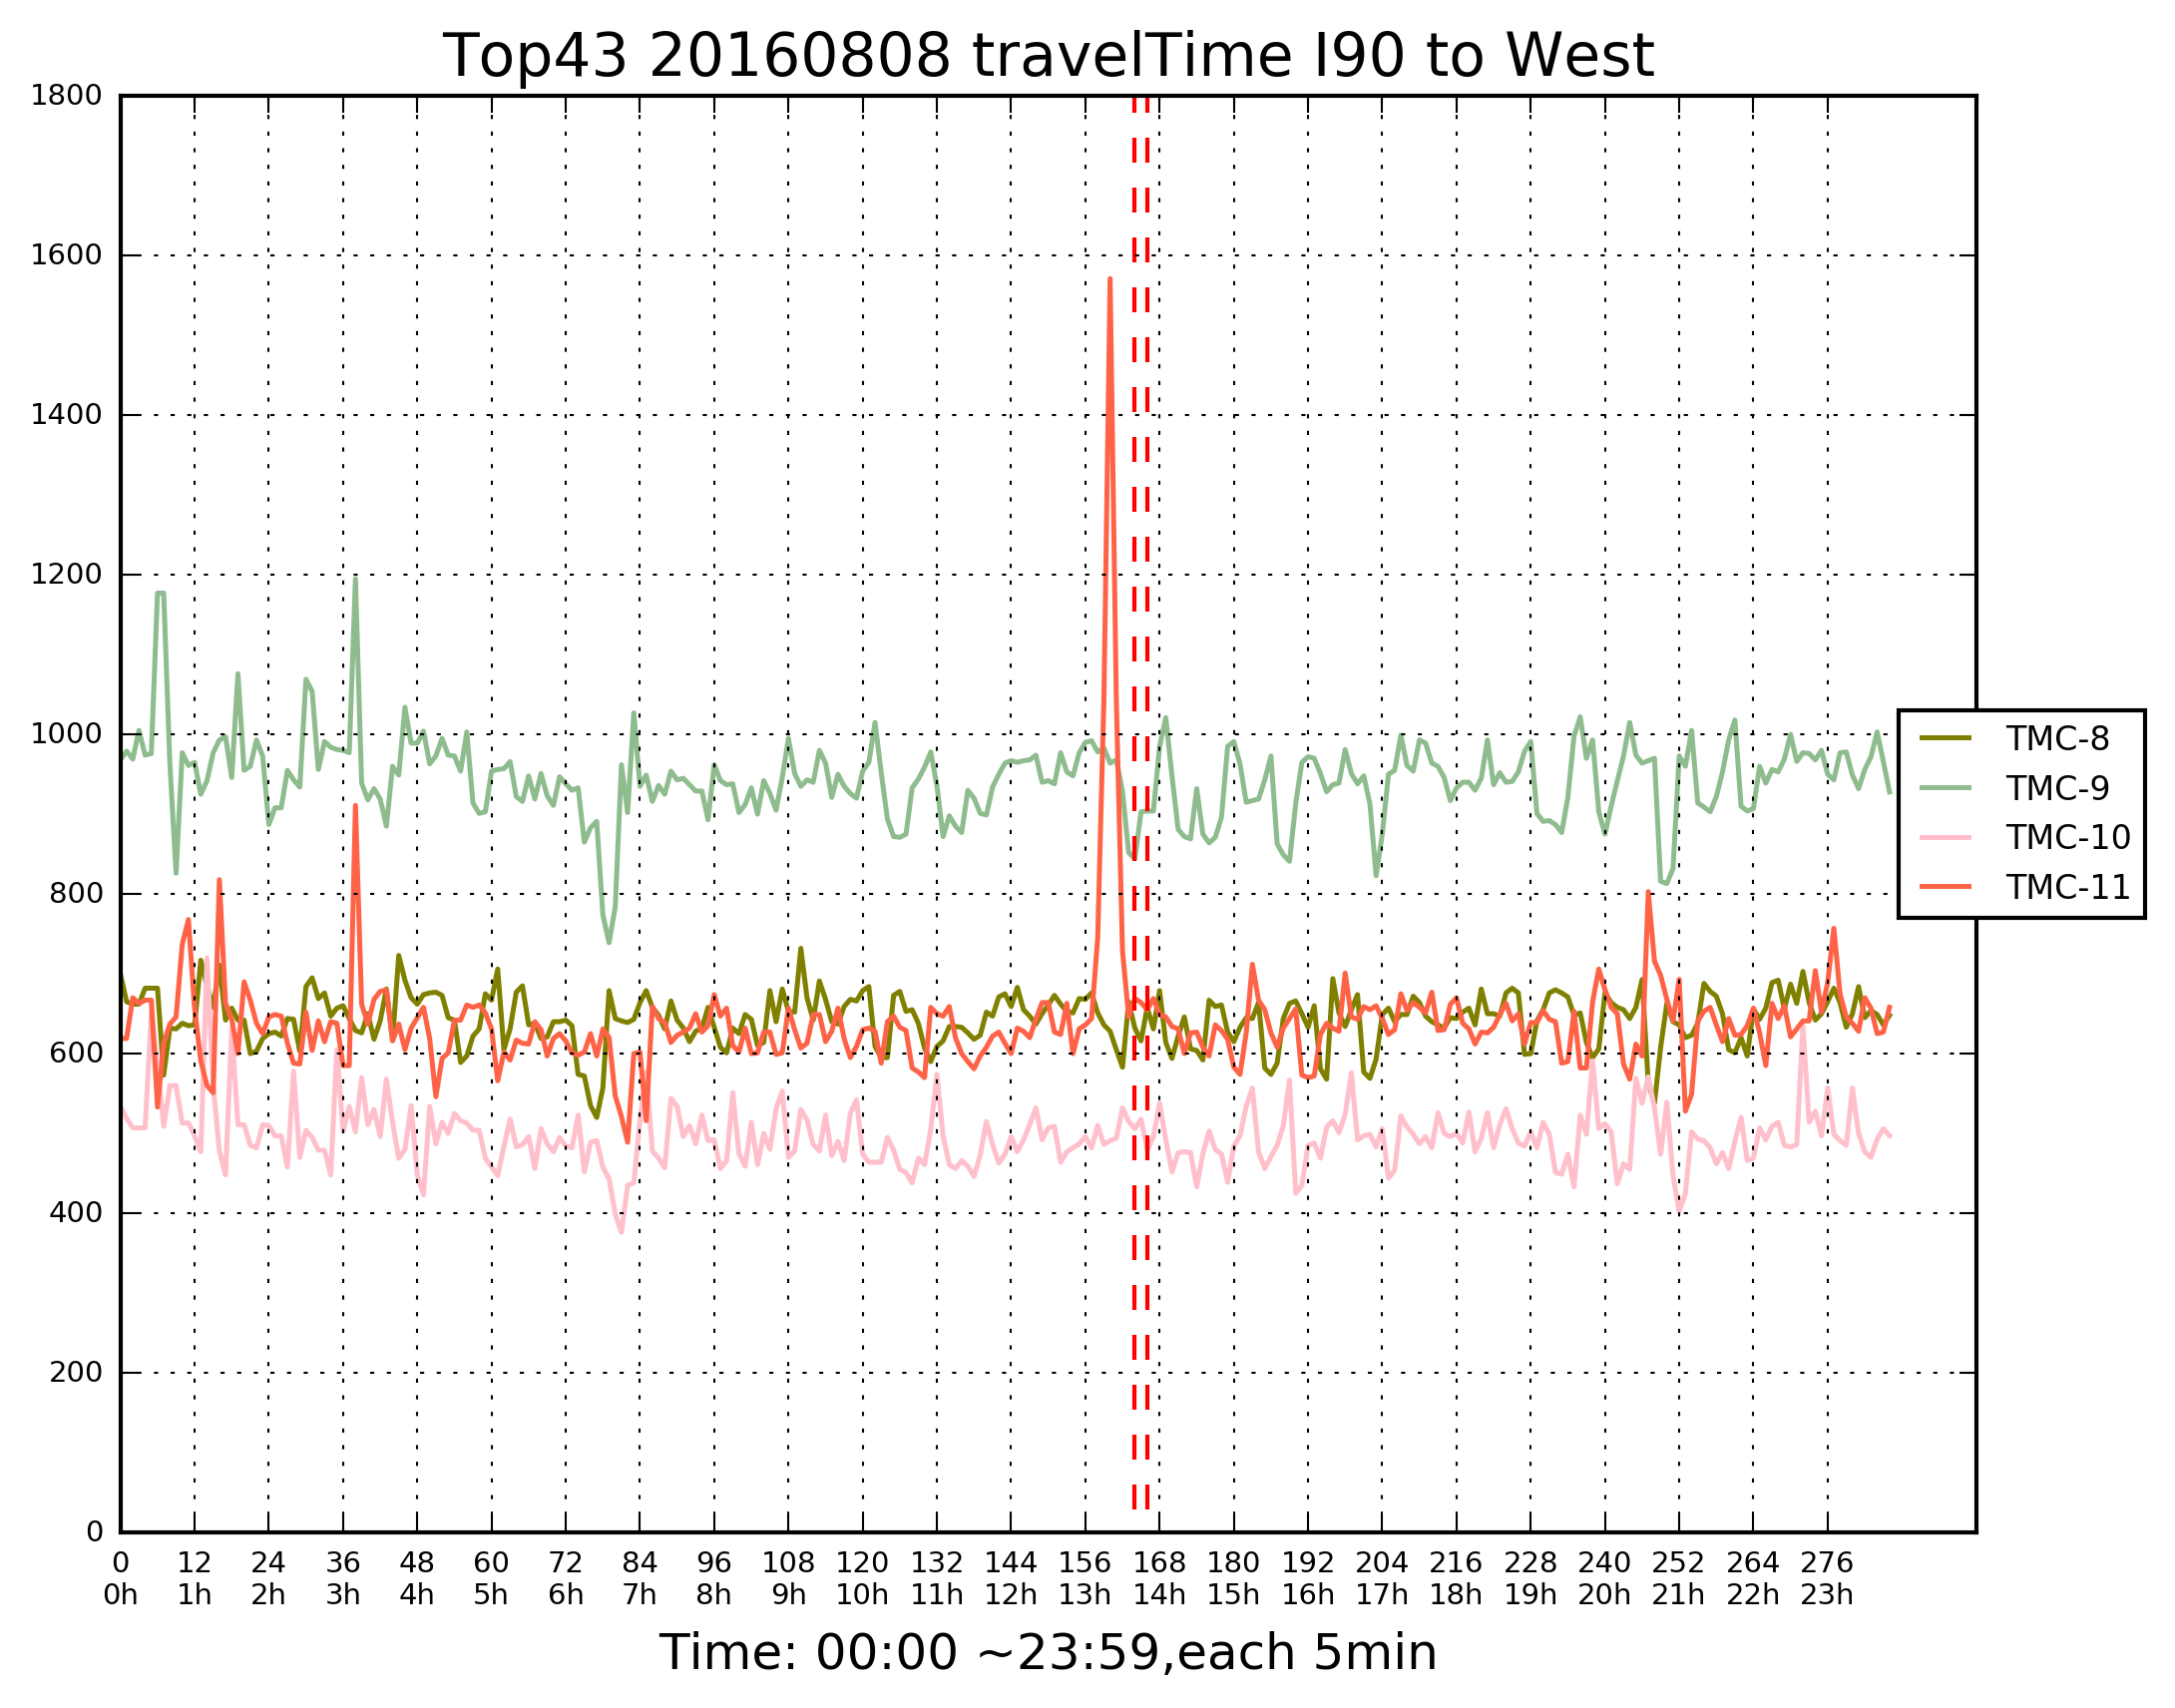 Top43 20160808 travelTime I90 to West
1800
1600
1400
1200
1000
800
600
400
200
0
TMC-8
TMC-9
TMC-10
TMC-11
0 12 24 36 48 60 72 84 96 108 120 132 144 156 168 180 192 204 216 228 240 252 264 276
0h 1h 2h 3h 4h 5h 6h 7h 8h 9h 10h 11h 12h 13h 14h 15h 16h 17h 18h 19h 20h 21h 22h 23h
Time: 00:00 ~23:59,each 5min